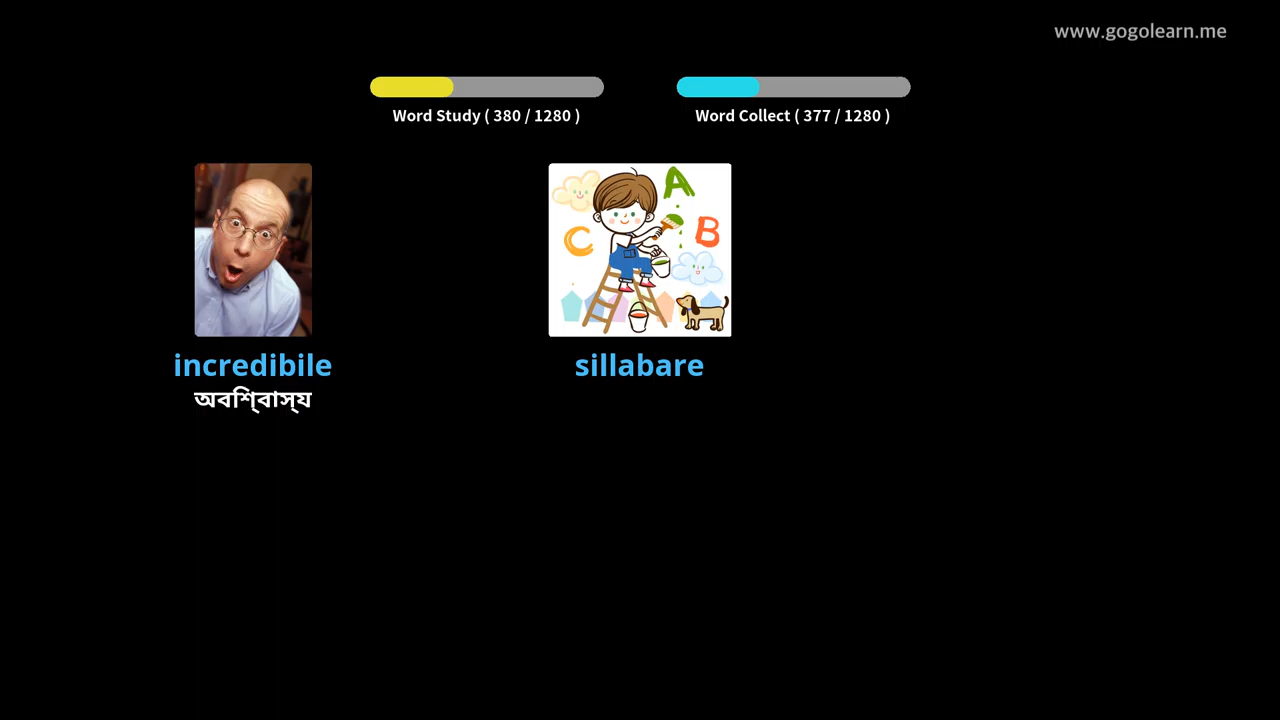 www.gogolearn.me
Word Study ( 380 / 1280 )
Word Collect ( 377 / 1280 )
A
B
C
incredibile
sillabare
অবিশ্বাস্য